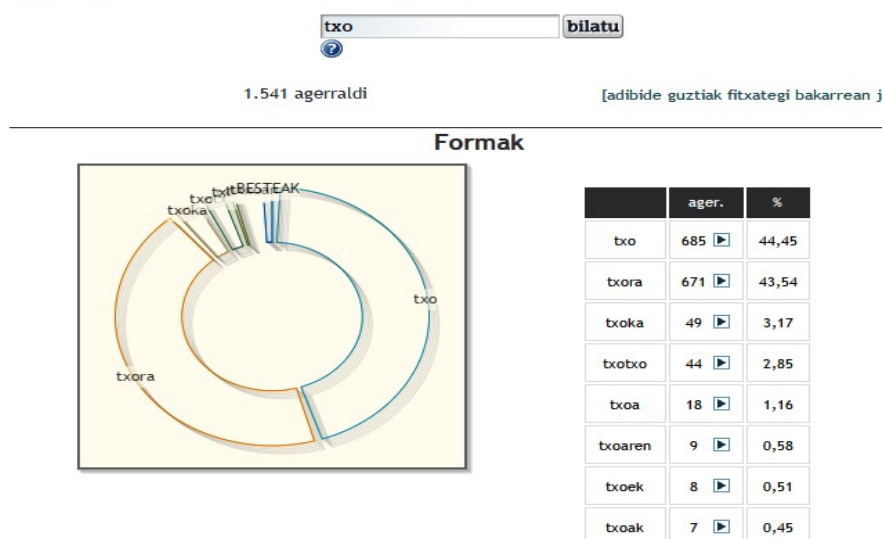 txo bilatu
?
1.541 agerraldi [adibide guztiak fitxategi bakarrean j
Formak
BESTEAK
txoka
txo
txora
ager. %
txo 685 44,45
txora 671 43,54
txoka 49 3,17
txotxo 44 2,85
txoa 18 1,16
txoaren 9 0,58
txoek 8 0,51
txoak 7 0,45